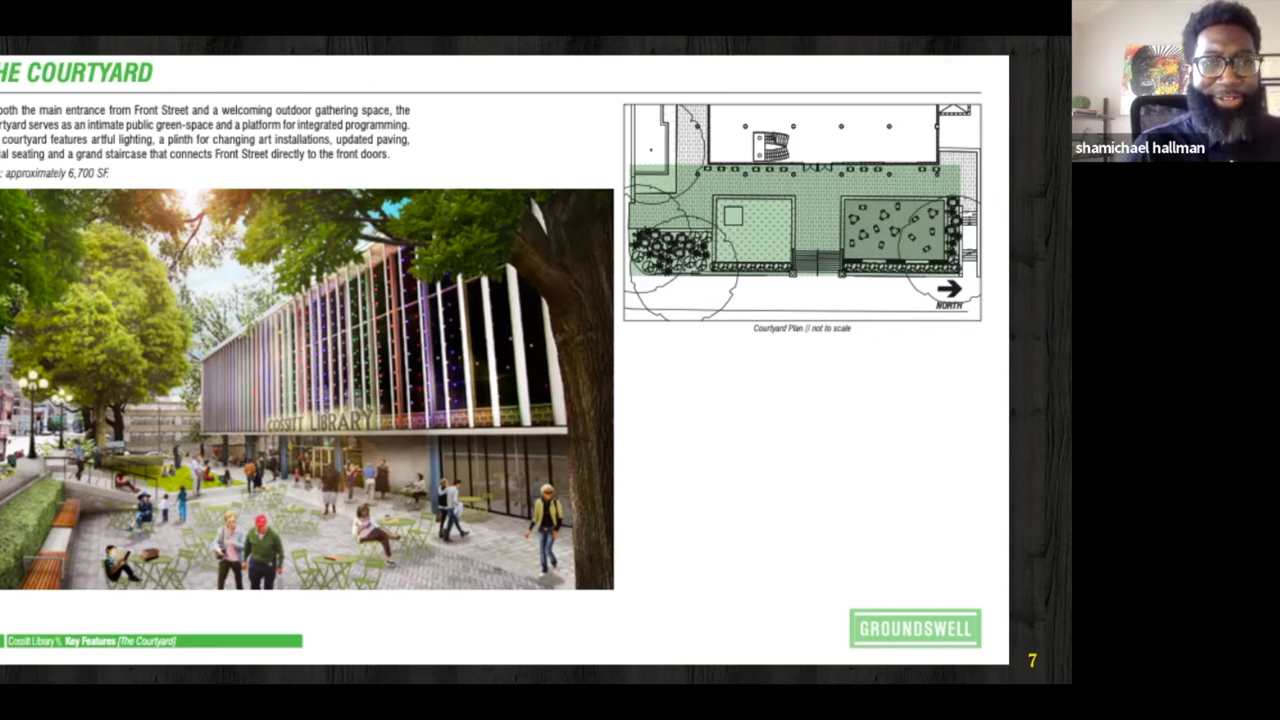 HE COURTYARD
both the main entrance from Front Street and a welcoming outdoor gathering space, the
rtyard serves as an intimate public green-space and a platform for integrated programming.
courtyard features artful lighting, a plinth for changing art installations, updated paving,
ial seating and a grand staircase that connects Front Street directly to the front doors.
: approximately 6,700 SF.
NORTH
Courtyard Plan // not to scale
COSSITT LIBRARY
Cossitt Library \\ Key Features (The Courtyard)
GROUNDSWELL
7
shamichael hallman